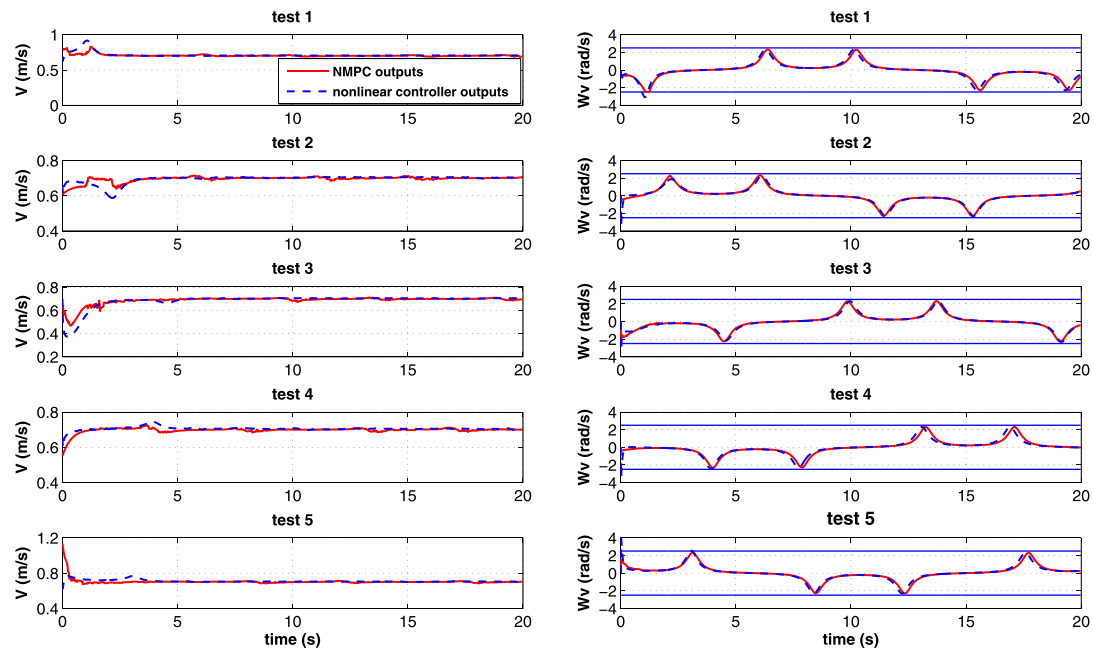 test 1
V (m/s)
1
0.5
0
NMPC outputs
nonlinear controller outputs
0 5 10 15 20
test 1
Wv (rad/s)
4
2
0
−2
−4
0 5 10 15 20
test 2
V (m/s)
0.8
0.6
0.4
0 5 10 15 20
test 2
Wv (rad/s)
4
2
0
−2
−4
0 5 10 15 20
test 3
V (m/s)
0.8
0.6
0.4
0.2
0 5 10 15 20
test 3
Wv (rad/s)
4
2
0
−2
−4
0 5 10 15 20
test 4
V (m/s)
0.8
0.6
0.4
0 5 10 15 20
test 4
Wv (rad/s)
4
2
0
−2
−4
0 5 10 15 20
test 5
V (m/s)
1.2
0.8
0.4
0 5 10 15 20
time (s)
test 5
Wv (rad/s)
4
2
0
−2
−4
0 5 10 15 20
time (s)